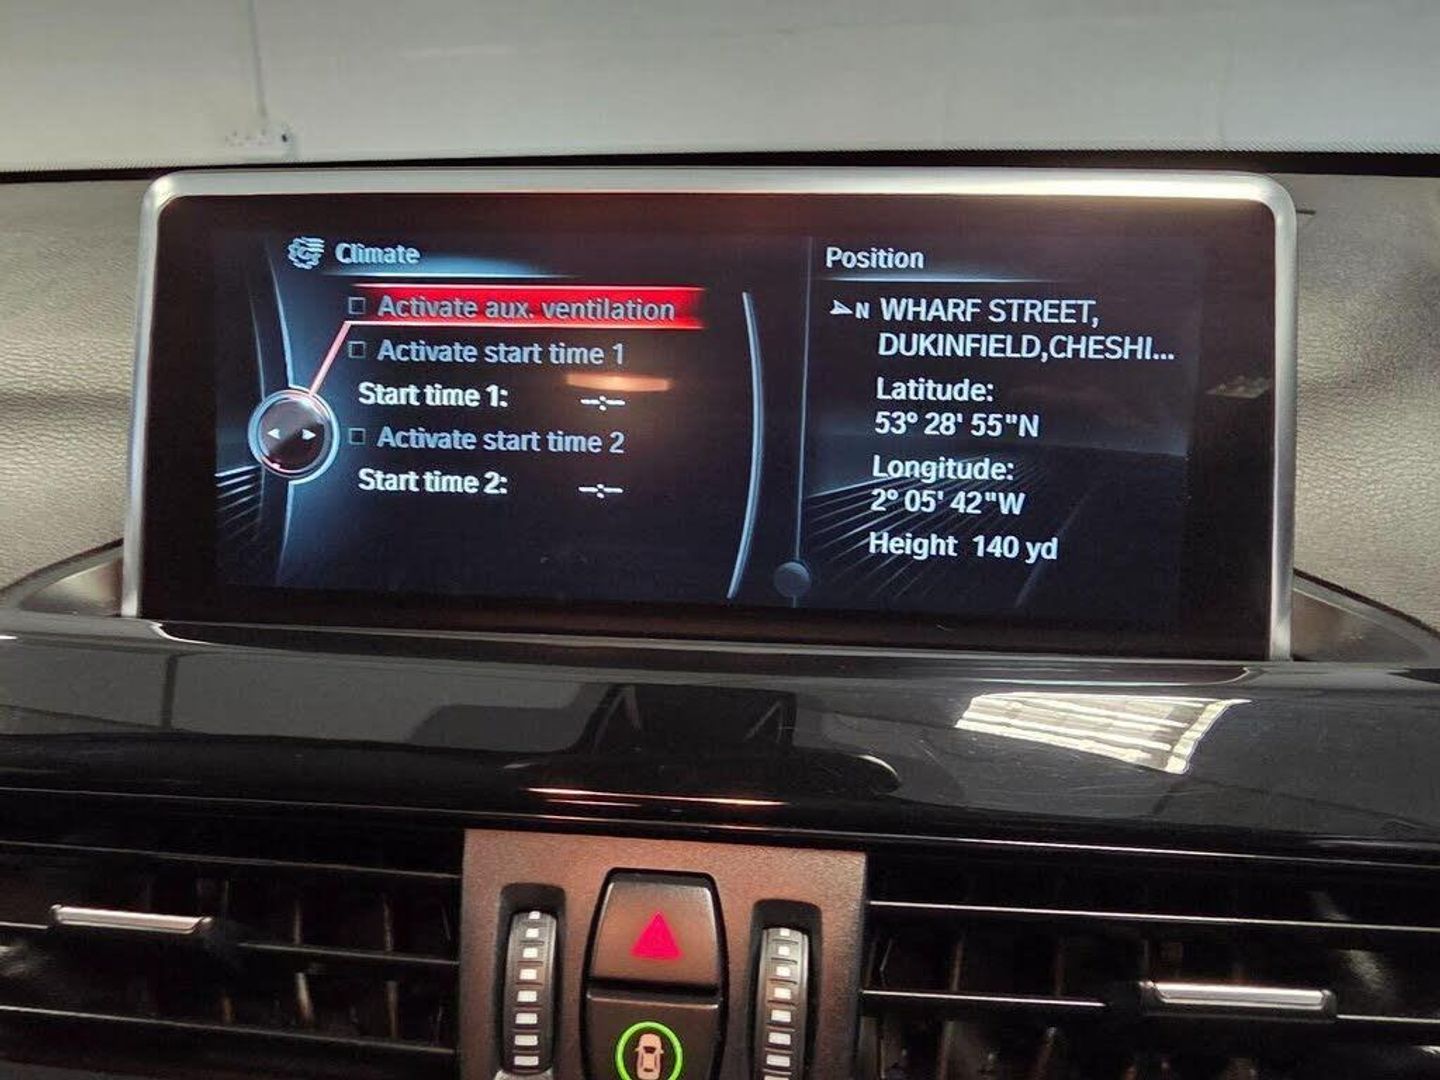 Climate
Activate aux. ventilation
Activate start time 1
Start time 1: --:--
Activate start time 2
Start time 2: --:--
Position
N WHARF STREET,
DUKINFIELD,CHESHI...
Latitude:
53° 28' 55"N
Longitude:
2° 05' 42"W
Height 140 yd